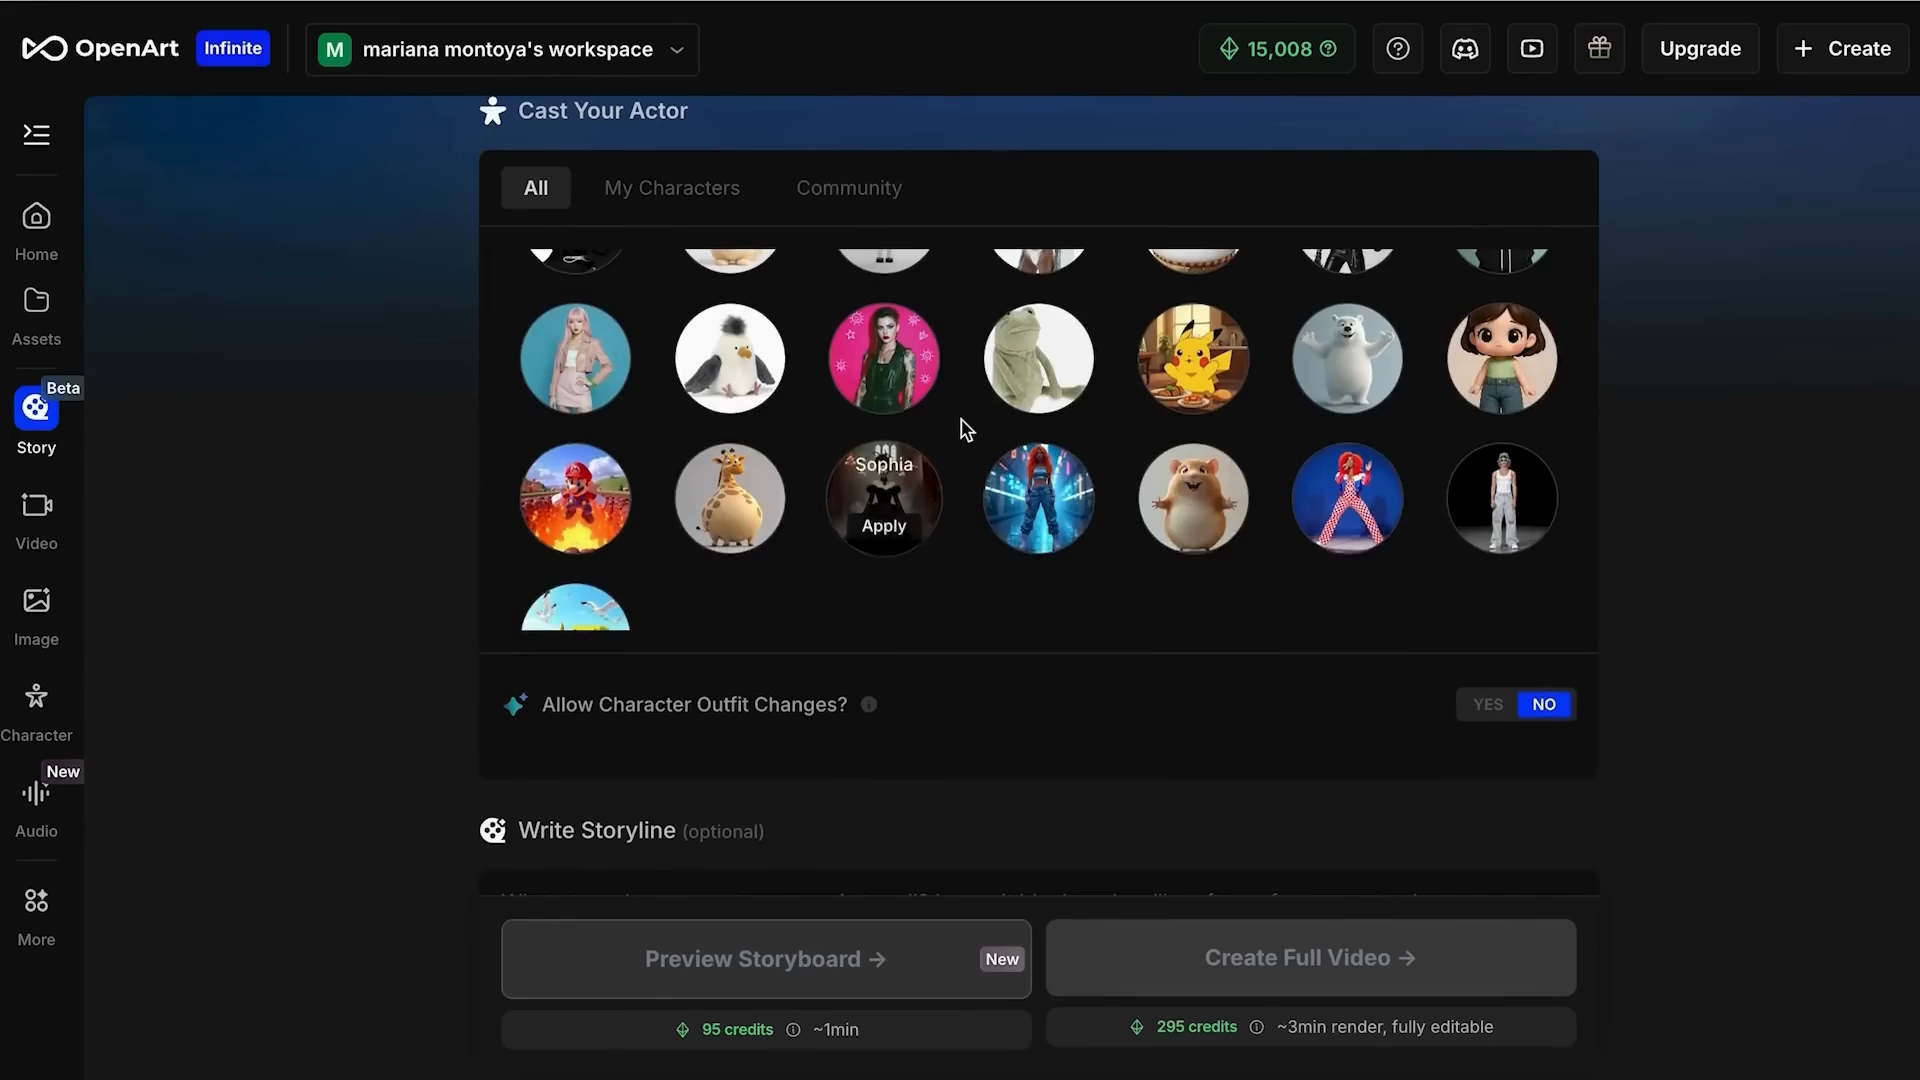 OpenArt
Infinite
M
mariana montoya's workspace
15,008
Upgrade
+ Create
Home
Assets
Beta
Story
Video
Image
Character
New
Audio
More
Cast Your Actor
All
My Characters
Community
Sophia
Apply
Allow Character Outfit Changes?
YES
NO
Write Storyline (optional)
Preview Storyboard →
New
Create Full Video →
95 credits
~1min
295 credits
~3min render, fully editable